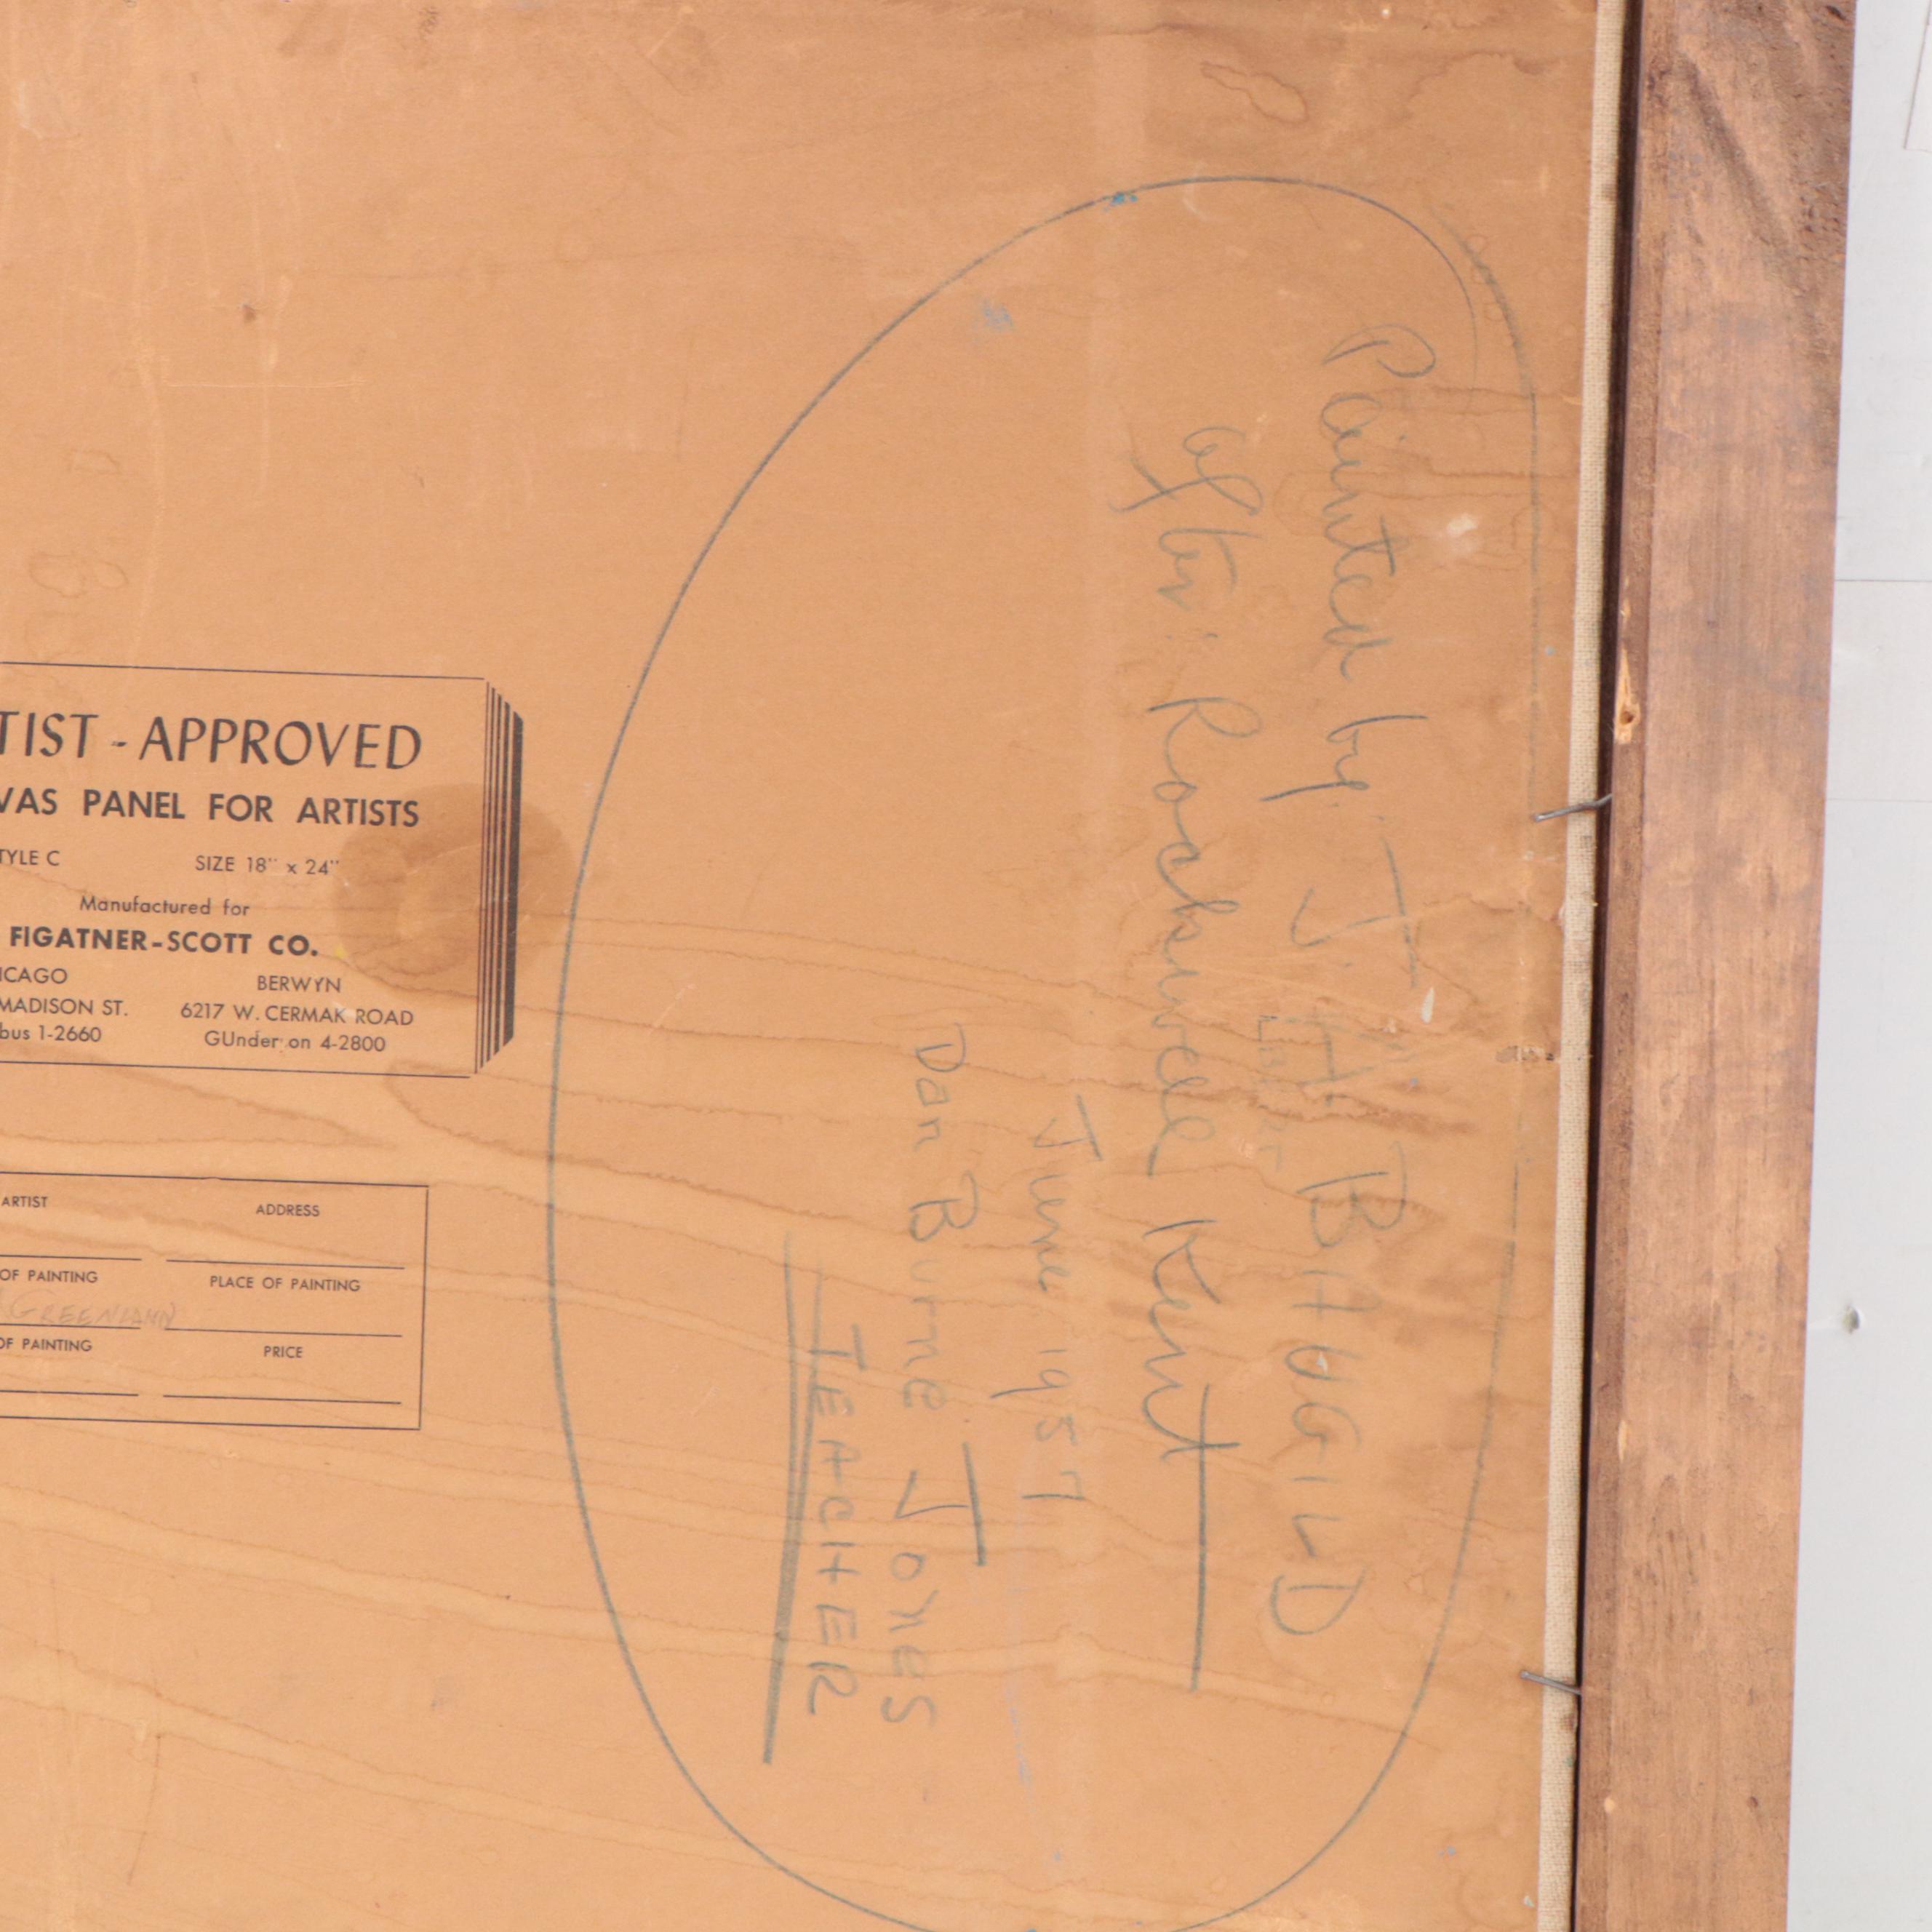 TIST - APPROVED
VAS PANEL FOR ARTISTS
TYLE C SIZE 18" x 24"
Manufactured for
FIGATNER-SCOTT CO.
ICAGO BERWYN
MADISON ST. 6217 W. CERMAK ROAD
bus 1-2660 GUnder on 4-2800
ARTIST ADDRESS
OF PAINTING PLACE OF PAINTING
OF PAINTING PRICE
Painted by J. H. BAUGILD
after: Rockwell Kent
June 1957
Dan Burne Jones
TEACHER